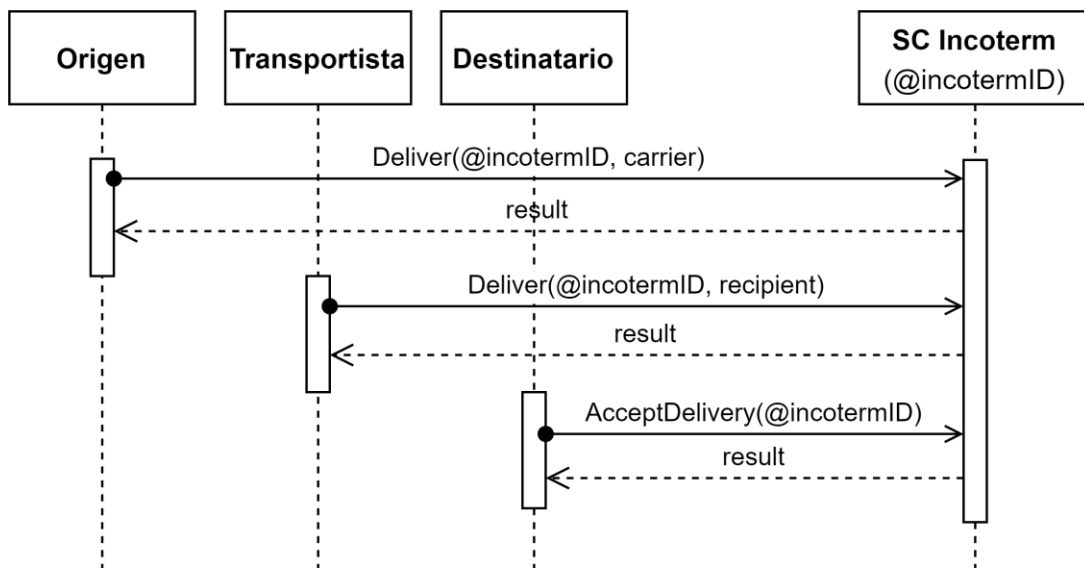 Origen
Transportista
Destinatario
SC Incoterm
(@incotermID)
Deliver(@incotermID, carrier)
result
Deliver(@incotermID, recipient)
result
AcceptDelivery(@incotermID)
result